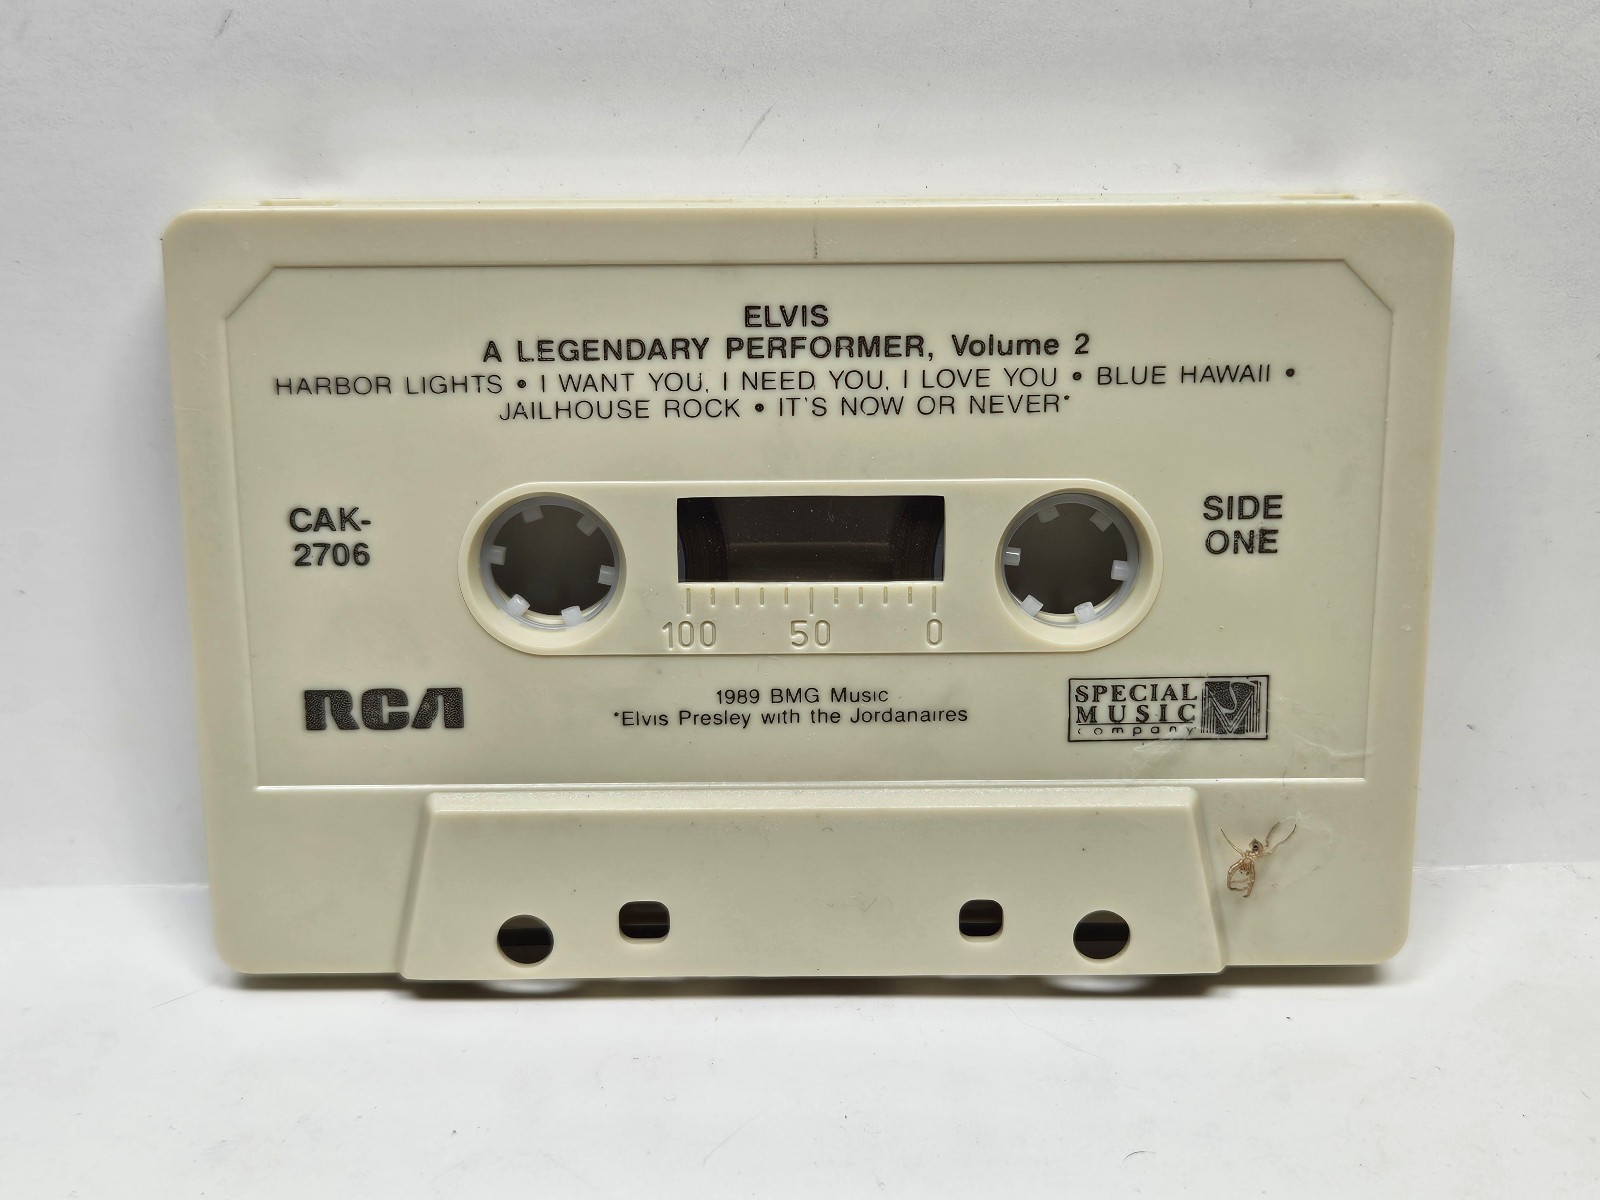 ELVIS
A LEGENDARY PERFORMER, Volume 2
HARBOR LIGHTS • I WANT YOU, I NEED YOU, I LOVE YOU • BLUE HAWAII •
JAILHOUSE ROCK • IT'S NOW OR NEVER*
CAK-
2706
SIDE
ONE
100 50 0
RCA
1989 BMG Music
*Elvis Presley with the Jordanaires
SPECIAL
MUSIC
company